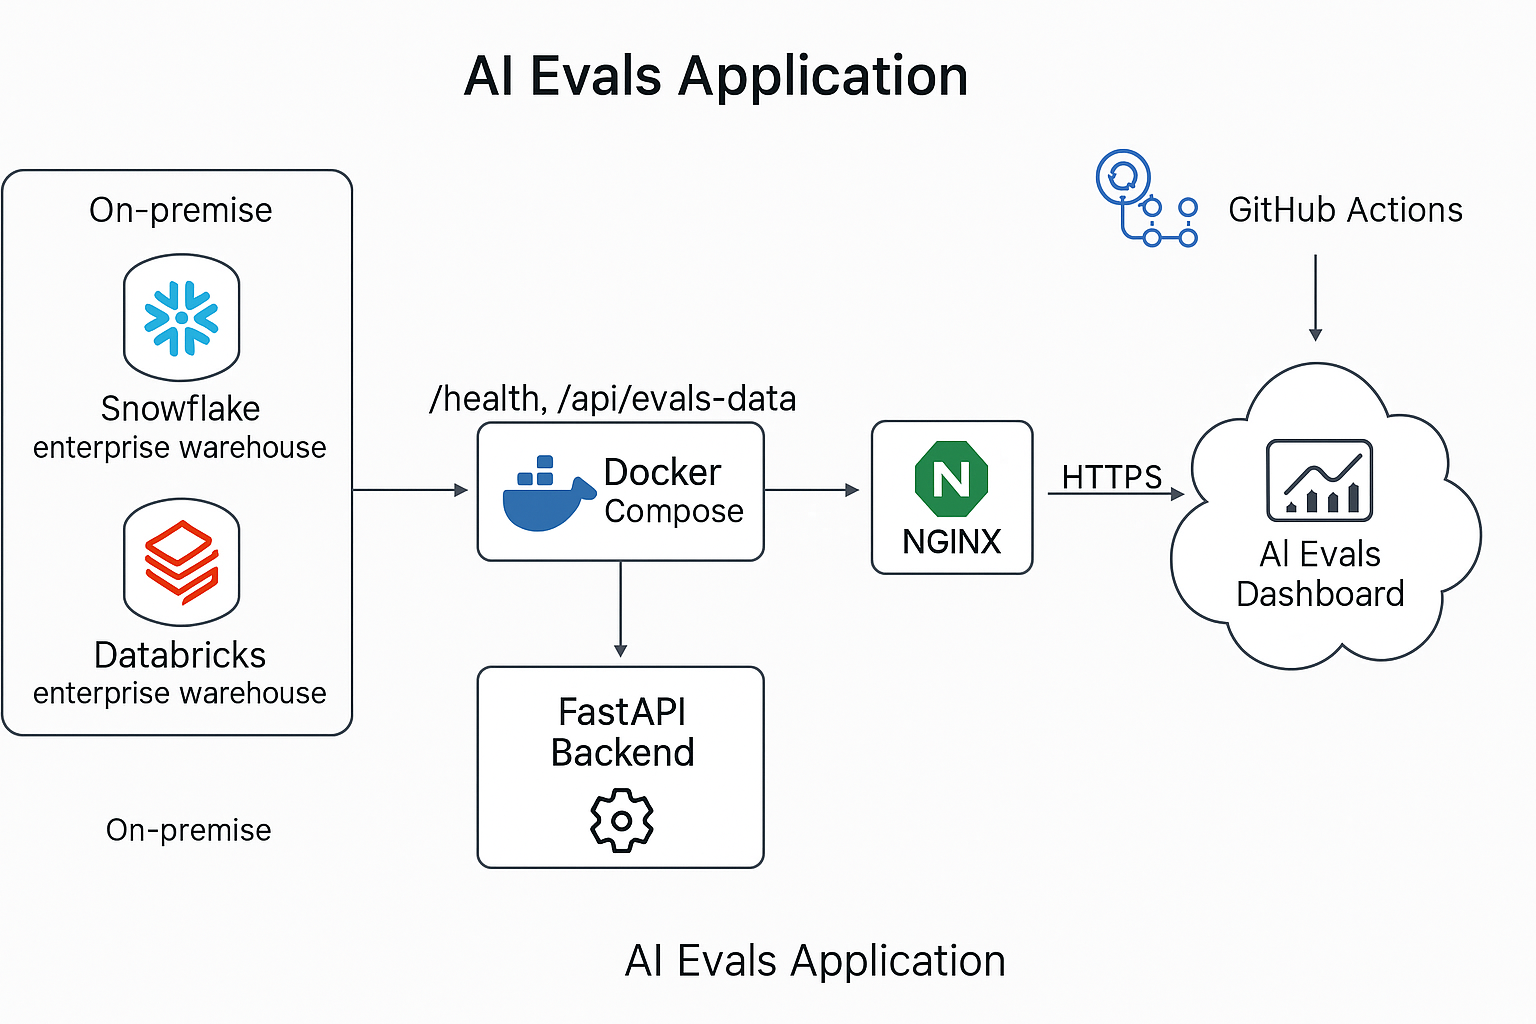 AI Evals Application
On-premise
Snowflake
enterprise warehouse
Databricks
enterprise warehouse
On-premise
/health, /api/evals-data
Docker
Compose
FastAPI
Backend
N
NGINX
HTTPS
GitHub Actions
AI Evals
Dashboard
AI Evals Application